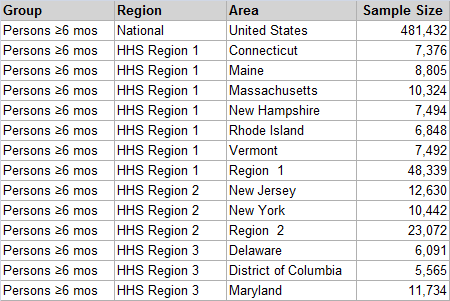 Group Region Area Sample Size
Persons ≥6 mos National United States 481,432
Persons ≥6 mos HHS Region 1 Connecticut 7,376
Persons ≥6 mos HHS Region 1 Maine 8,805
Persons ≥6 mos HHS Region 1 Massachusetts 10,324
Persons ≥6 mos HHS Region 1 New Hampshire 7,494
Persons ≥6 mos HHS Region 1 Rhode Island 6,848
Persons ≥6 mos HHS Region 1 Vermont 7,492
Persons ≥6 mos HHS Region 1 Region 1 48,339
Persons ≥6 mos HHS Region 2 New Jersey 12,630
Persons ≥6 mos HHS Region 2 New York 10,442
Persons ≥6 mos HHS Region 2 Region 2 23,072
Persons ≥6 mos HHS Region 3 Delaware 6,091
Persons ≥6 mos HHS Region 3 District of Columbia 5,565
Persons ≥6 mos HHS Region 3 Maryland 11,734